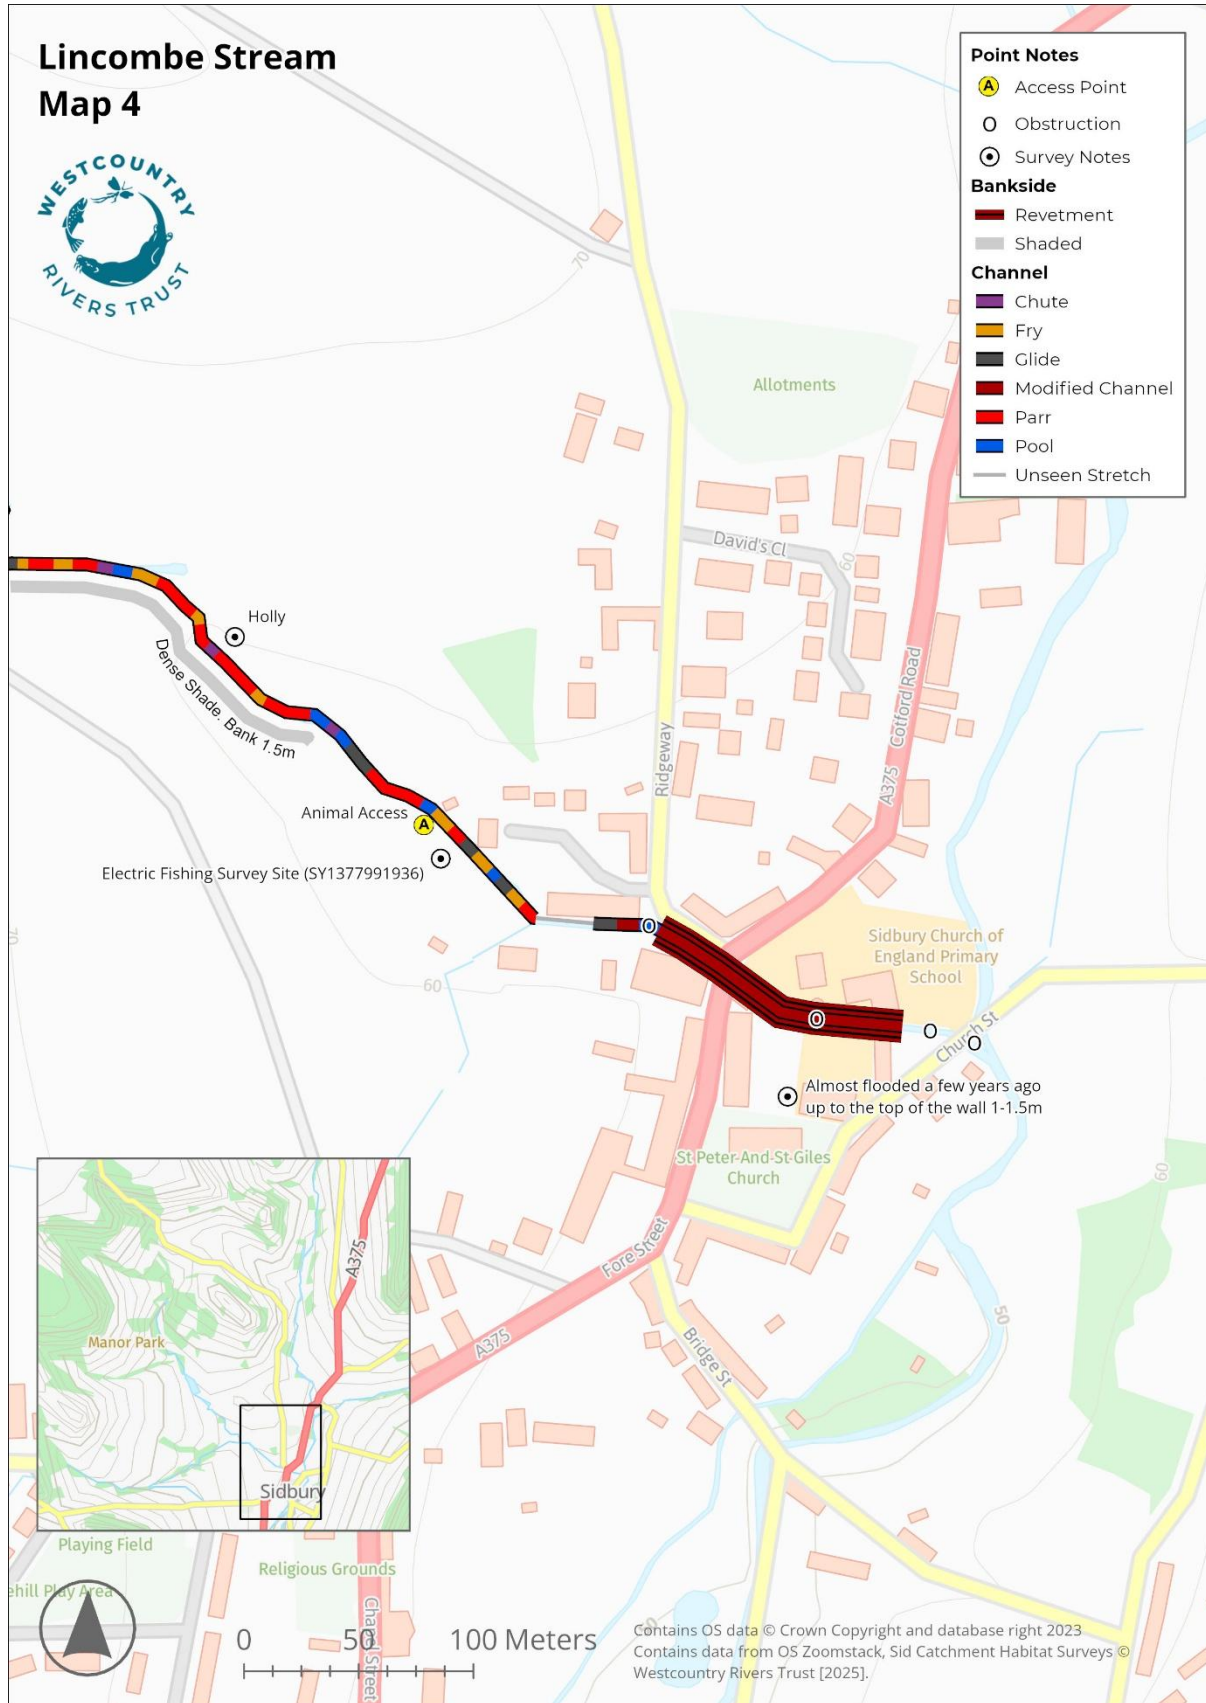 Lincombe Stream
Map 4
WESTCOUNTRY
RIVERS TRUST
Point Notes
A Access Point
O Obstruction
Survey Notes
Bankside
Revetment
Shaded
Channel
Chute
Fry
Glide
Modified Channel
Parr
Pool
Unseen Stretch
70
Allotments
David's Cl
60
Holly
Dense Shade. Bank 1.5m
Ridgeway
A375
Cotford Road
Animal Access
A
Electric Fishing Survey Site (SY1377991936)
O
Sidbury Church of
England Primary
School
70
60
O
O
O
Church St
Almost flooded a few years ago
up to the top of the wall 1-1.5m
St Peter And St Giles
Church
60
Fore Street
A375
50
Bridge St
A375
Manor Park
Sidbury
Playing Field
ehill Play Area
Religious Grounds
Chapel Street
0 50 100 Meters
Contains OS data © Crown Copyright and database right 2023
Contains data from OS Zoomstack, Sid Catchment Habitat Surveys ©
Westcountry Rivers Trust [2025].